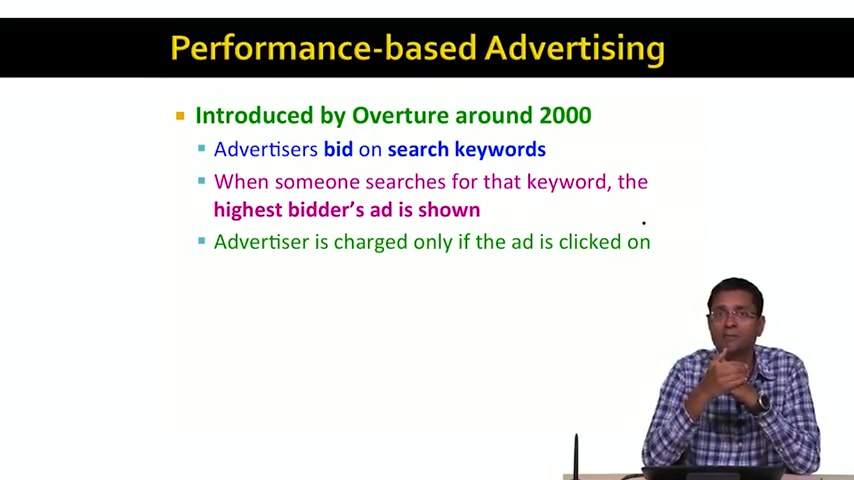 Performance-based Advertising
Introduced by Overture around 2000
Advertisers bid on search keywords
When someone searches for that keyword, the
highest bidder's ad is shown
Advertiser is charged only if the ad is clicked on